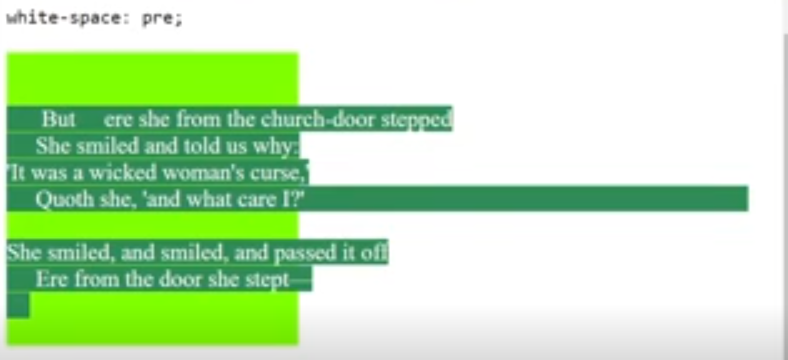 white-space: pre;
But ere she from the church-door stepped
She smiled and told us why:
'It was a wicked woman's curse,'
Quoth she, 'and what care I?'
She smiled, and smiled, and passed it off
Ere from the door she stept—